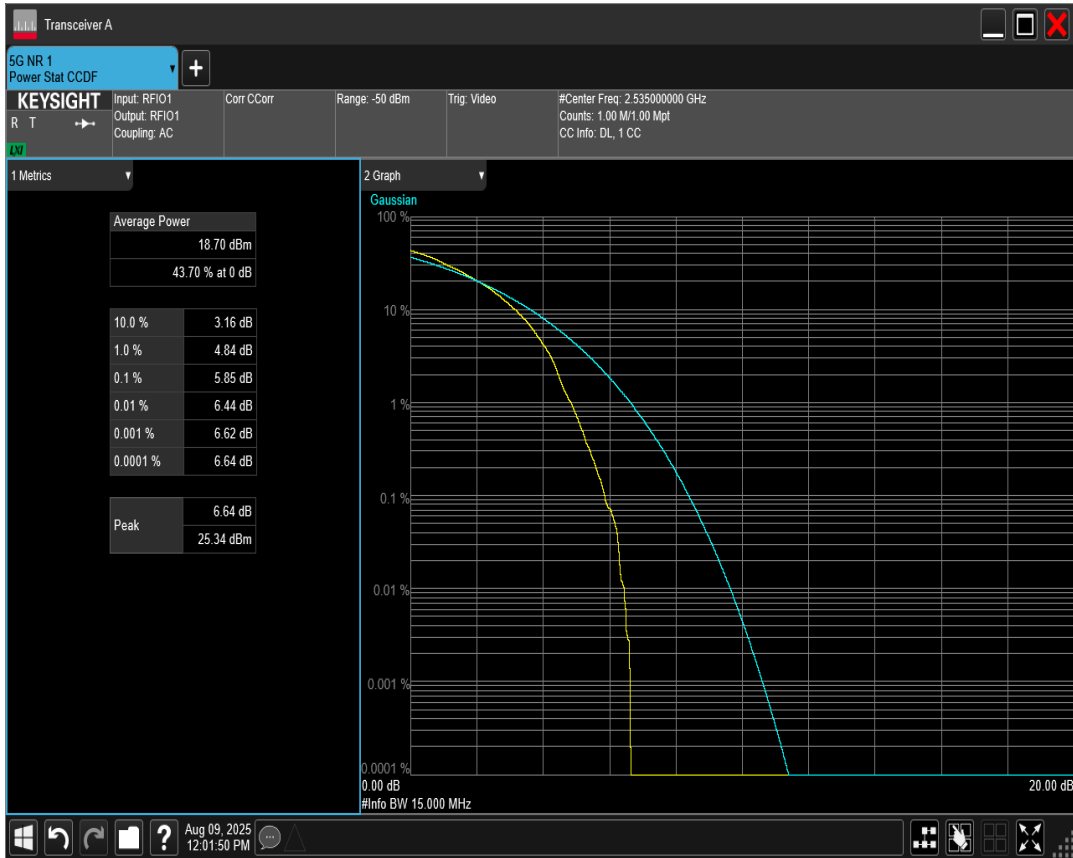 Transceiver A
5G NR 1
Power Stat CCDF
KEYSIGHT
R T
LXI
Input: RFIO1
Output: RFIO1
Coupling: AC
Corr CCorr
Range: -50 dBm
Trig: Video
#Center Freq: 2.535000000 GHz
Counts: 1.00 M/1.00 Mpt
CC Info: DL, 1 CC
1 Metrics
Average Power
18.70 dBm
43.70 % at 0 dB
10.0 % 3.16 dB
1.0 % 4.84 dB
0.1 % 5.85 dB
0.01 % 6.44 dB
0.001 % 6.62 dB
0.0001 % 6.64 dB
Peak
6.64 dB
25.34 dBm
2 Graph
Gaussian
100 %
10 %
1 %
0.1 %
0.01 %
0.001 %
0.0001 %
0.00 dB
20.00 dB
#Info BW 15.000 MHz
?
Aug 09, 2025
12:01:50 PM